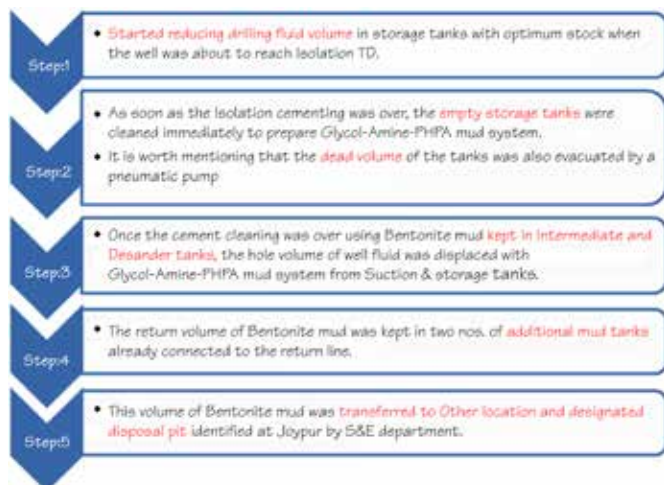 Step:1
• Started reducing drilling fluid volume in storage tanks with optimum stock when
the well was about to reach Isolation TD.
Step:2
• As soon as the Isolation cementing was over, the empty storage tanks were
cleaned immediately to prepare Glycol-Amine-PHPA mud system.
• It is worth mentioning that the dead volume of the tanks was also evacuated by a
pneumatic pump
Step:3
• Once the cement cleaning was over using Bentonite mud kept in Intermediate and
Desander tanks, the hole volume of well fluid was displaced with
Glycol-Amine-PHPA mud system from Suction & storage tanks.
Step:4
• The return volume of Bentonite mud was kept in two nos. of additional mud tanks
already connected to the return line.
Step:5
• This volume of Bentonite mud was transferred to Other location and designated
disposal pit identified at Joypur by S&E department.